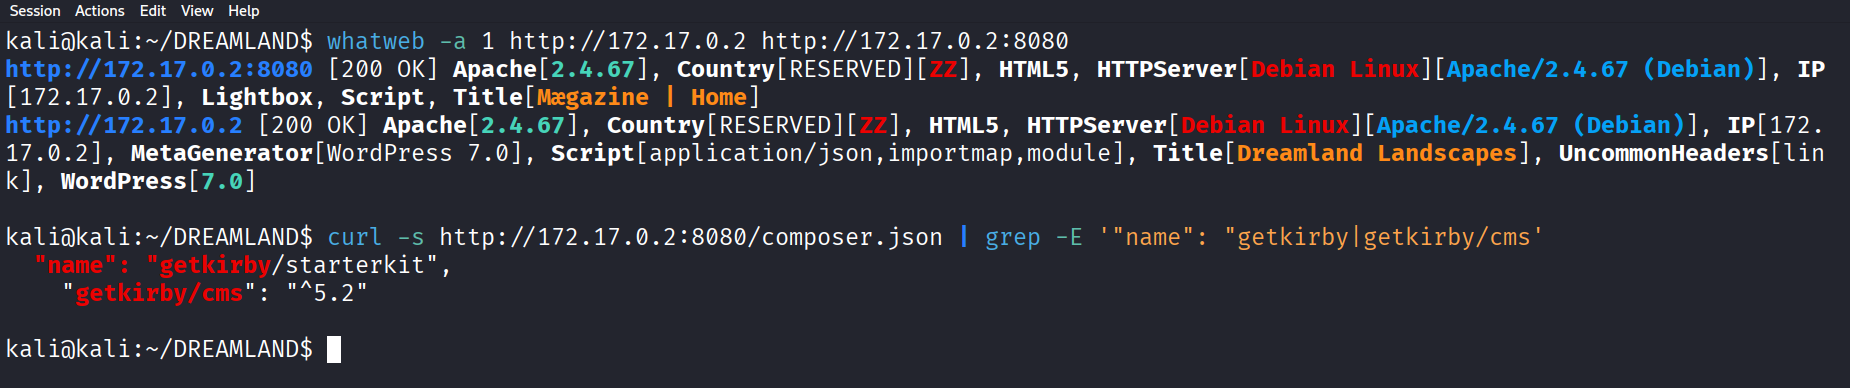 Session Actions Edit View Help
kali@kali:~/DREAMLAND$ whatweb -a 1 http://172.17.0.2 http://172.17.0.2:8080
http://172.17.0.2:8080 [200 OK] Apache[2.4.67], Country[RESERVED][ZZ], HTML5, HTTPServer[Debian Linux][Apache/2.4.67 (Debian)], IP
[172.17.0.2], Lightbox, Script, Title[Mægazine | Home]
http://172.17.0.2 [200 OK] Apache[2.4.67], Country[RESERVED][ZZ], HTML5, HTTPServer[Debian Linux][Apache/2.4.67 (Debian)], IP[172.
17.0.2], MetaGenerator[WordPress 7.0], Script[application/json,importmap,module], Title[Dreamland Landscapes], UncommonHeaders[lin
k], WordPress[7.0]
kali@kali:~/DREAMLAND$ curl -s http://172.17.0.2:8080/composer.json | grep -E '"name": "getkirby|getkirby/cms'
"name": "getkirby/starterkit",
"getkirby/cms": "^5.2"
kali@kali:~/DREAMLAND$